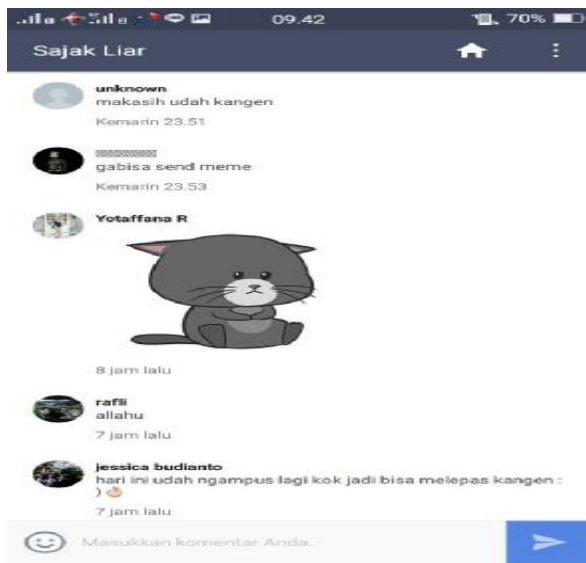 09.42
70%
Sajak Liar
unknown
makasih udah kangen
Kemarin 23.51
gabisa send meme
Kemarin 23.53
Yotaffana R
8 jam lalu
rafli
allahu
7 jam lalu
jessica budianto
hari ini udah ngampus lagi kok jadi bisa melepas kangen :
) 👌
7 jam lalu
Masukkan komentar Anda.